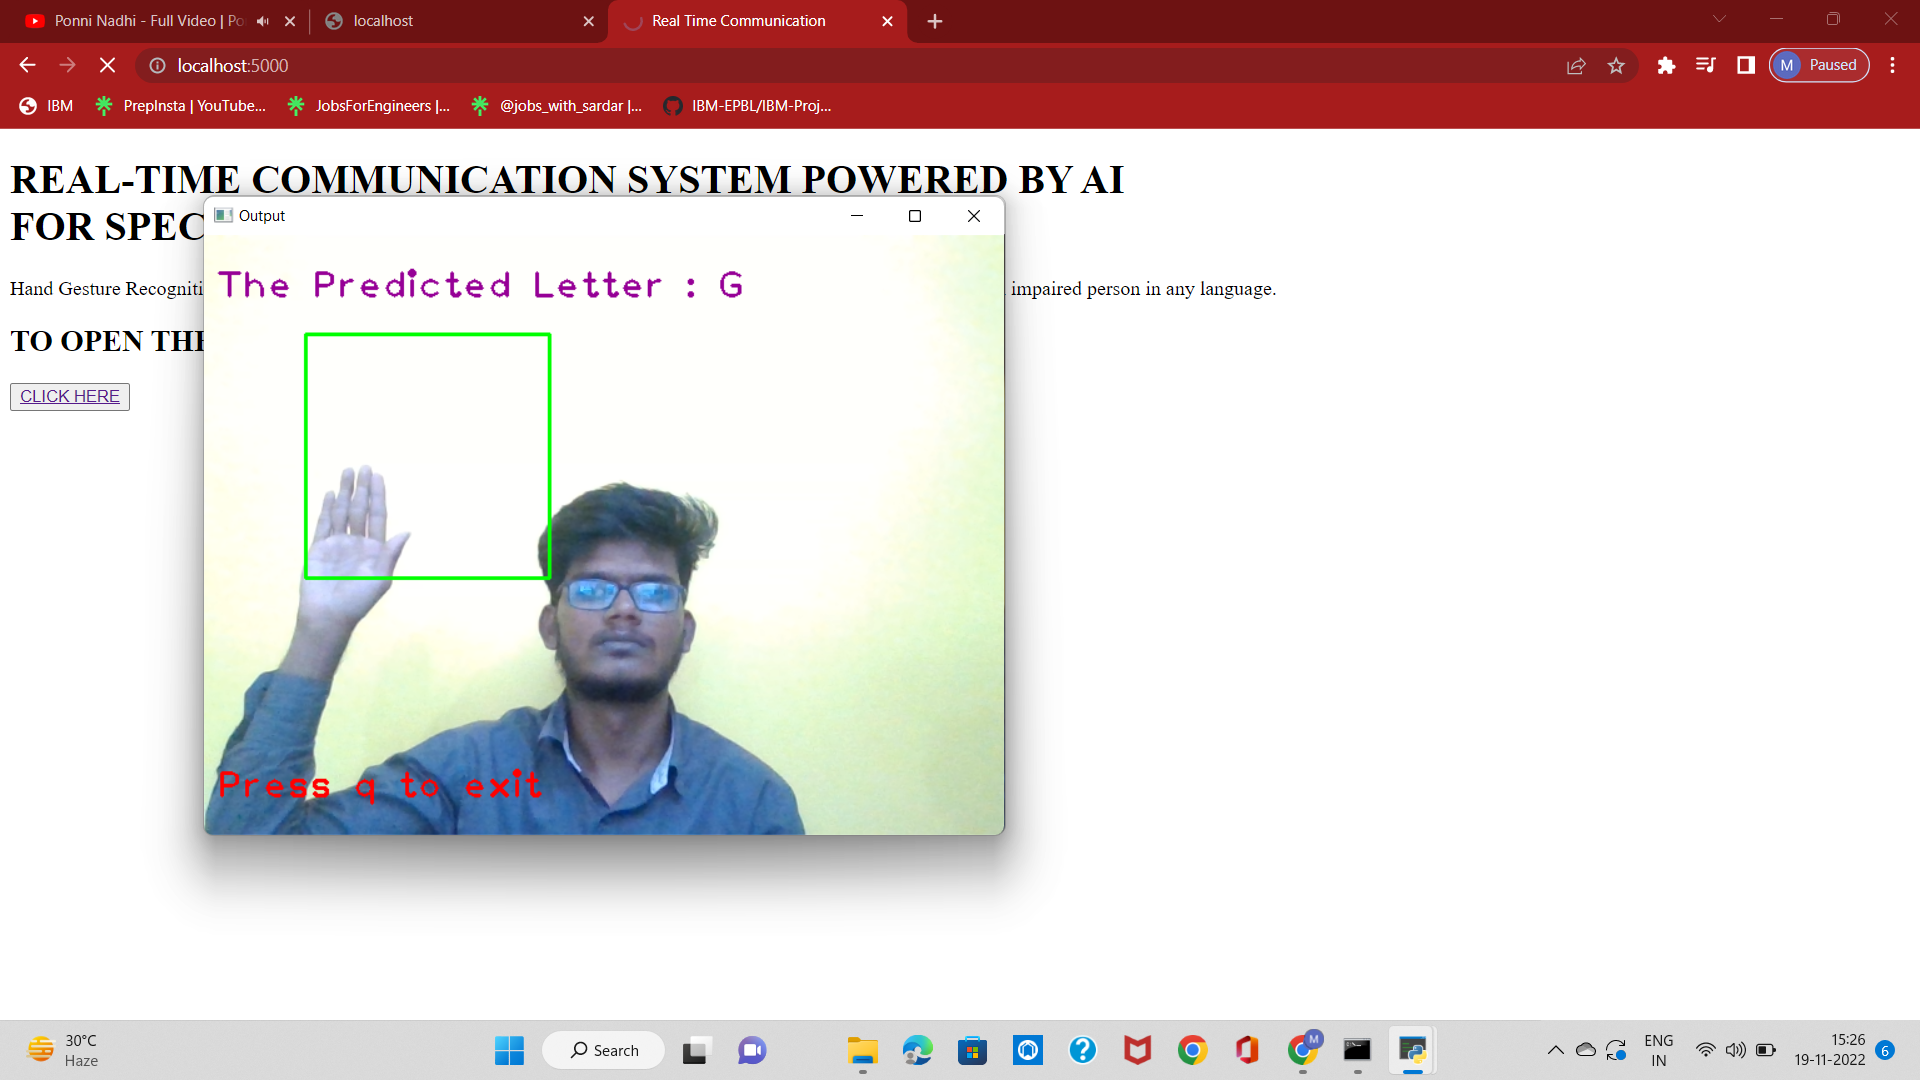 Ponni Nadhi - Full Video | Po
localhost
Real Time Communication
localhost:5000
M Paused
IBM
PrepInsta | YouTube...
JobsForEngineers |...
@jobs_with_sardar |...
IBM-EPBL/IBM-Proj...
REAL-TIME COMMUNICATION SYSTEM POWERED BY AI
FOR SPEC
Output
Hand Gesture Recogniti
impaired person in any language.
The Predicted Letter : G
TO OPEN THE
CLICK HERE
Press q to exit
30°C
Haze
Search
M
ENG
IN
15:26
19-11-2022
6